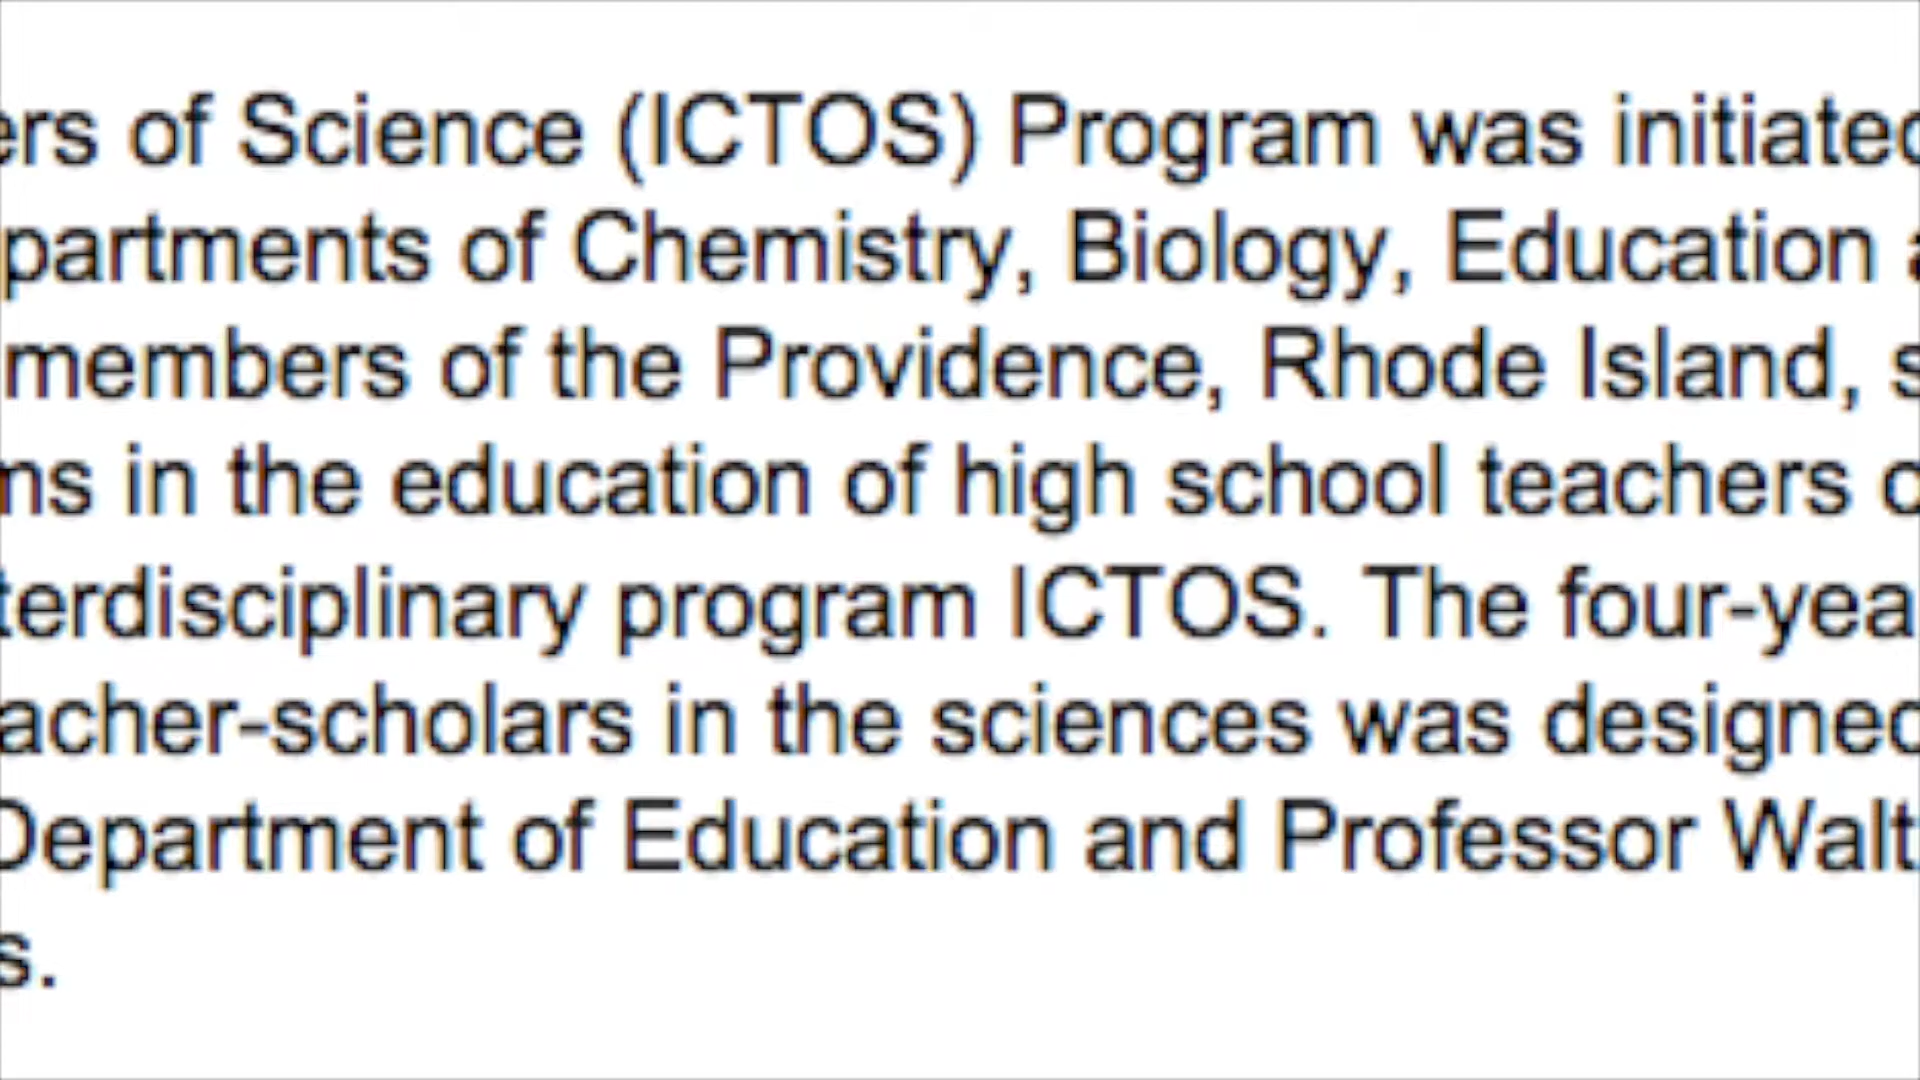 ers of Science (ICTOS) Program was initiated
partments of Chemistry, Biology, Education a
members of the Providence, Rhode Island, s
ns in the education of high school teachers o
terdisciplinary program ICTOS. The four-yea
acher-scholars in the sciences was designed
Department of Education and Professor Walt
s.